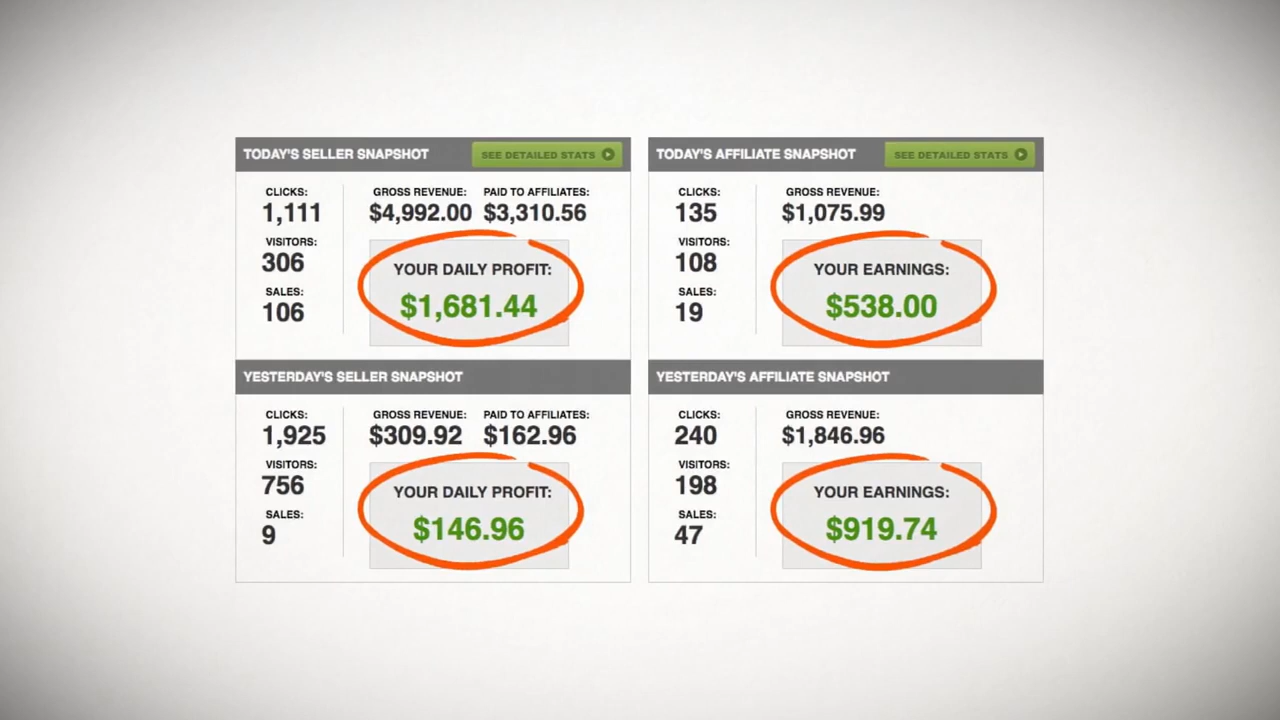 TODAY'S SELLER SNAPSHOT
SEE DETAILED STATS
CLICKS:
1,111
VISITORS:
306
SALES:
106
GROSS REVENUE: PAID TO AFFILIATES:
$4,992.00 $3,310.56
YOUR DAILY PROFIT:
$1,681.44
TODAY'S AFFILIATE SNAPSHOT
SEE DETAILED STATS
CLICKS:
135
VISITORS:
108
SALES:
19
GROSS REVENUE:
$1,075.99
YOUR EARNINGS:
$538.00
YESTERDAY'S SELLER SNAPSHOT
CLICKS:
1,925
VISITORS:
756
SALES:
9
GROSS REVENUE: PAID TO AFFILIATES:
$309.92 $162.96
YOUR DAILY PROFIT:
$146.96
YESTERDAY'S AFFILIATE SNAPSHOT
CLICKS:
240
VISITORS:
198
SALES:
47
GROSS REVENUE:
$1,846.96
YOUR EARNINGS:
$919.74